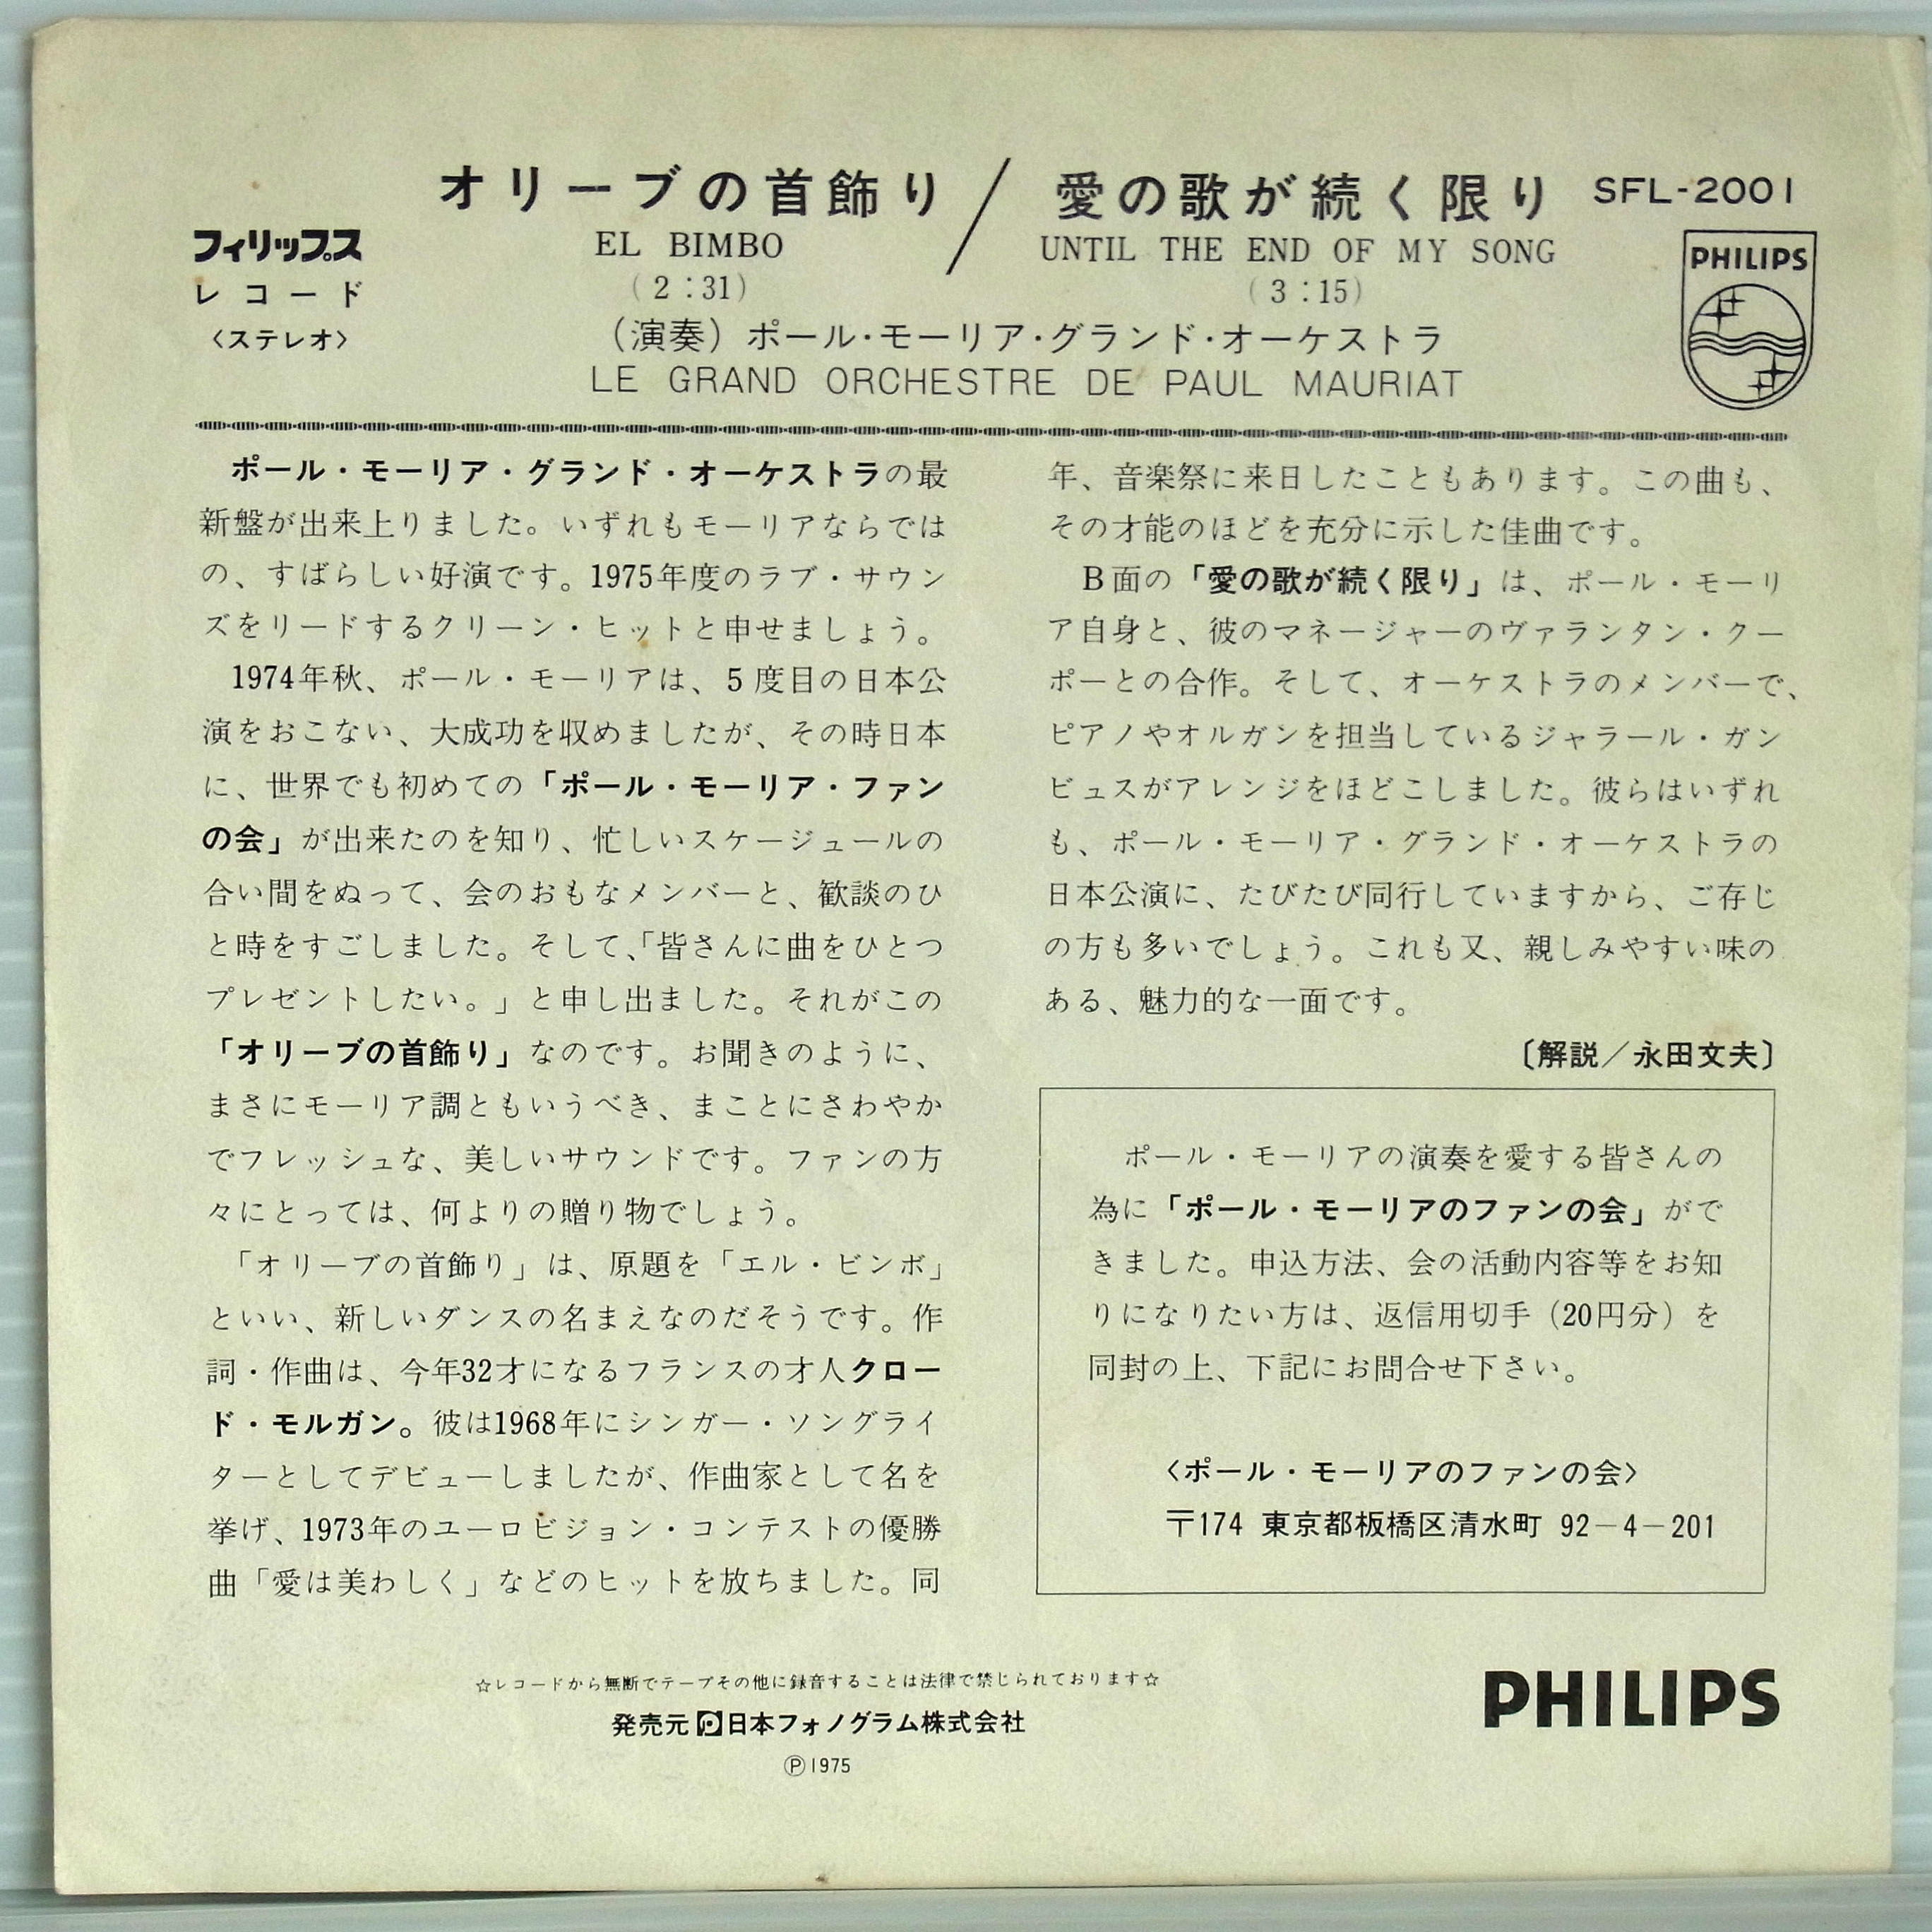 オリーブの首飾り／愛の歌が続く限り SFL-2001
フィリップス
レコード
〈ステレオ〉
EL BIMBO
(2:31)
UNTIL THE END OF MY SONG
(3:15)
PHILIPS
（演奏）ポール・モーリア・グランド・オーケストラ
LE GRAND ORCHESTRE DE PAUL MAURIAT
ポール・モーリア・グランド・オーケストラの最
新盤が出来上りました。いずれもモーリアならでは
の、すばらしい好演です。1975年度のラブ・サウン
ズをリードするクリーン・ヒットと申せましょう。
1974年秋、ポール・モーリアは、5度目の日本公
演をおこない、大成功を収めましたが、その時日本
に、世界でも初めての「ポール・モーリア・ファン
の会」が出来たのを知り、忙しいスケージュールの
合い間をぬって、会のおもなメンバーと、歓談のひ
と時をすごしました。そして、「皆さんに曲をひとつ
プレゼントしたい。」と申し出ました。それがこの
「オリーブの首飾り」なのです。お聞きのように、
まさにモーリア調ともいうべき、まことにさわやか
でフレッシュな、美しいサウンドです。ファンの方
々にとっては、何よりの贈り物でしょう。
「オリーブの首飾り」は、原題を「エル・ビンボ」
といい、新しいダンスの名まえなのだそうです。作
詞・作曲は、今年32才になるフランスの才人クロー
ド・モルガン。彼は1968年にシンガー・ソングライ
ターとしてデビューしましたが、作曲家として名を
挙げ、1973年のユーロビジョン・コンテストの優勝
曲「愛は美わしく」などのヒットを放ちました。同
年、音楽祭に来日したこともあります。この曲も、
その才能のほどを充分に示した佳曲です。
B面の「愛の歌が続く限り」は、ポール・モーリ
ア自身と、彼のマネージャーのヴァランタン・クー
ポーとの合作。そして、オーケストラのメンバーで、
ピアノやオルガンを担当しているジャラール・ガン
ビュスがアレンジをほどこしました。彼らはいずれ
も、ポール・モーリア・グランド・オーケストラの
日本公演に、たびたび同行していますから、ご存じ
の方も多いでしょう。これも又、親しみやすい味の
ある、魅力的な一面です。
〔解説／永田文夫〕
ポール・モーリアの演奏を愛する皆さんの
為に「ポール・モーリアのファンの会」がで
きました。申込方法、会の活動内容等をお知
りになりたい方は、返信用切手（20円分）を
同封の上、下記にお問合せ下さい。
〈ポール・モーリアのファンの会〉
〒174 東京都板橋区清水町 92－4－201
☆レコードから無断でテープその他に録音することは法律で禁じられております☆
発売元 日本フォノグラム株式会社
Ⓟ1975
PHILIPS